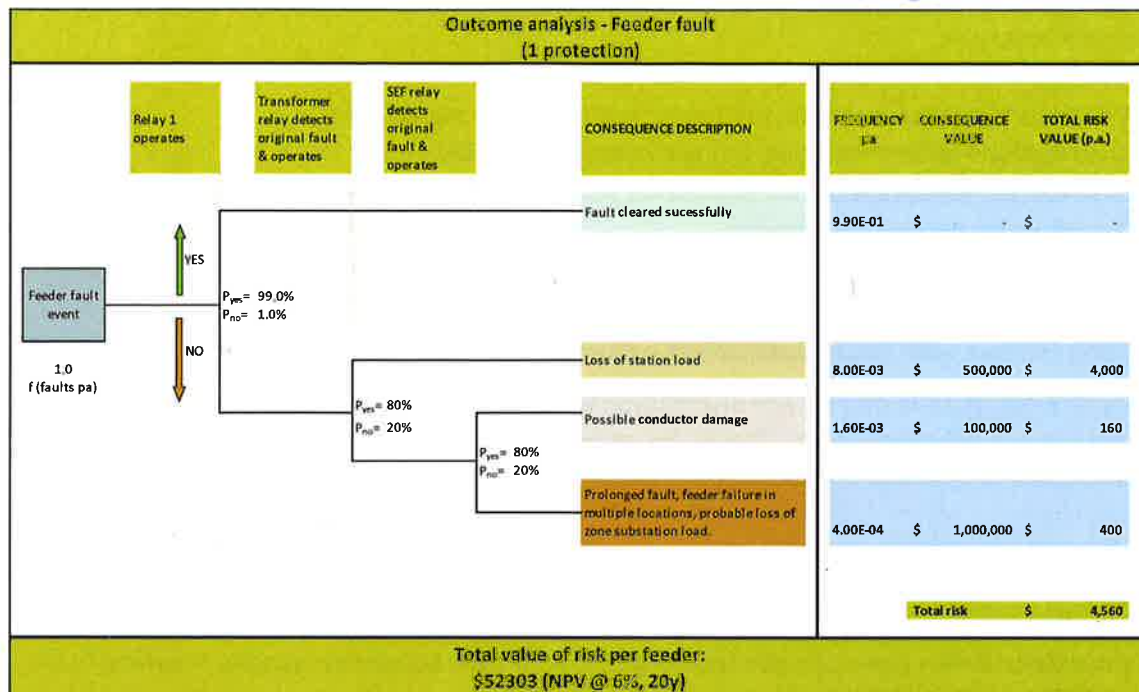 Outcome analysis - Feeder fault
(1 protection)
Relay 1
operates
Transformer
relay detects
original fault
& operates
SEF relay
detects
original
fault &
operates
CONSEQUENCE DESCRIPTION
FREQUENCY
pa
CONSEQUENCE
VALUE
TOTAL RISK
VALUE (p.a.)
Fault cleared sucessfully
9.90E-01 $ - $ -
YES
Feeder fault
event
Pyes= 99.0%
Pno= 1.0%
NO
1.0
f (faults pa)
Loss of station load
8.00E-03 $ 500,000 $ 4,000
Pyes= 80%
Pno= 20%
Possible conductor damage
1.60E-03 $ 100,000 $ 160
Pyes= 80%
Pno= 20%
Prolonged fault, feeder failure in
multiple locations, probable loss of
zone substation load.
4.00E-04 $ 1,000,000 $ 400
Total risk $ 4,560
Total value of risk per feeder:
$52303 (NPV @ 6%, 20y)